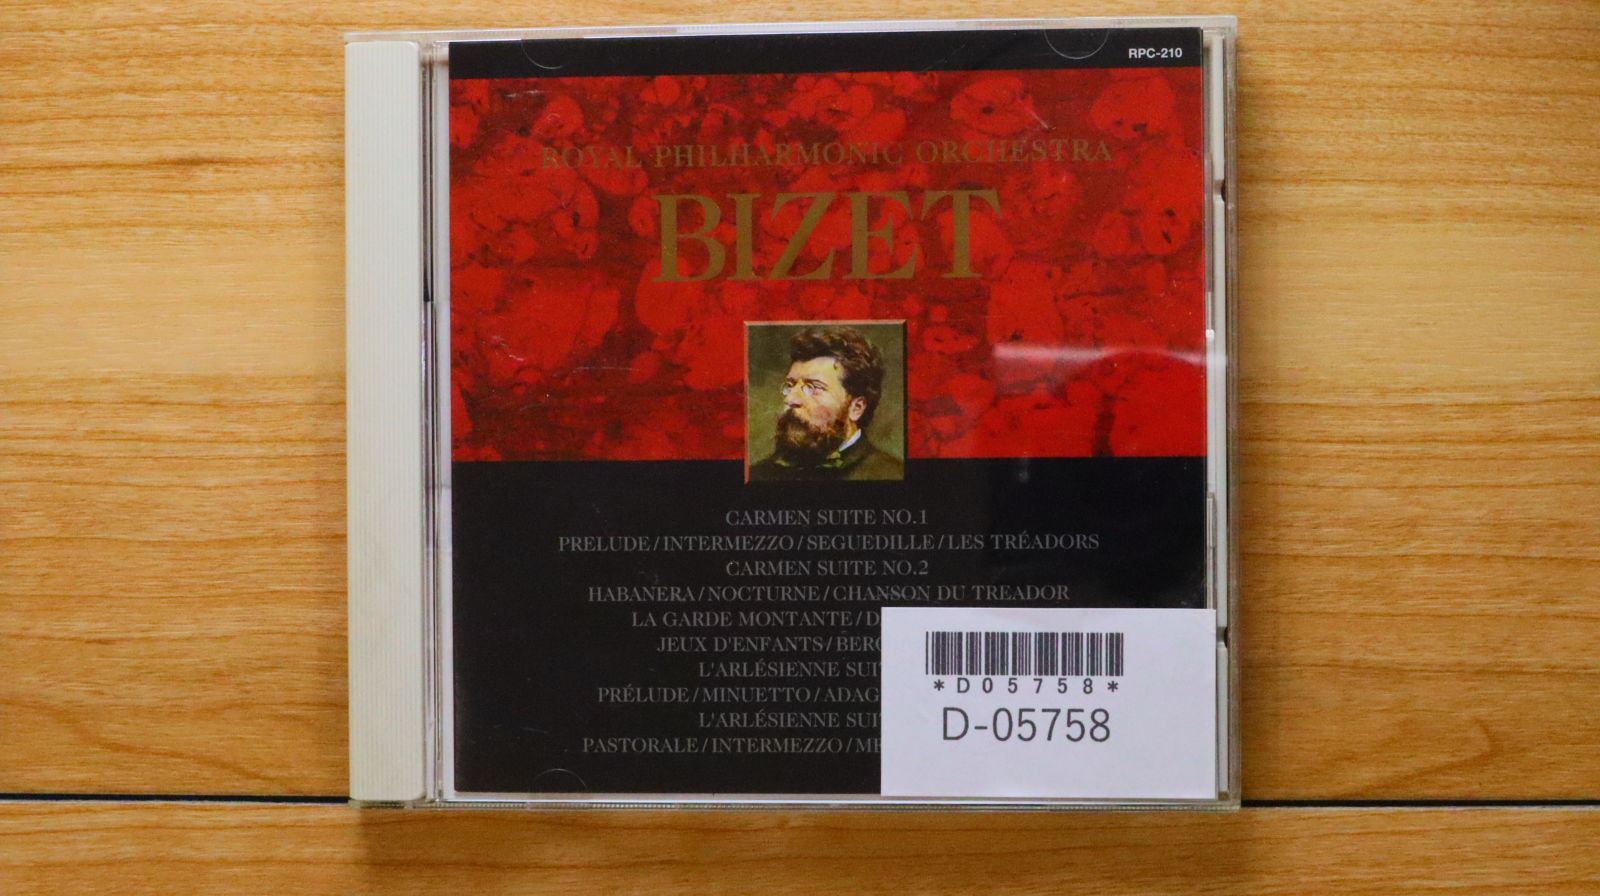 RPC-210
ROYAL PHILHARMONIC ORCHESTRA
BIZET
CARMEN SUITE NO.1
PRELUDE/INTERMEZZO/SEGUEDILLE/LES TRÉADORS
CARMEN SUITE NO.2
HABANERA/NOCTURNE/CHANSON DU TREADOR
LA GARDE MONTANTE/
JEUX D'ENFANTS/
L'ARLÉSIENNE
PRÉLUDE/MINUETTO/
L'ARLÉSIENNE
PASTORALE/INTERMEZZO/
*D05758*
D-05758